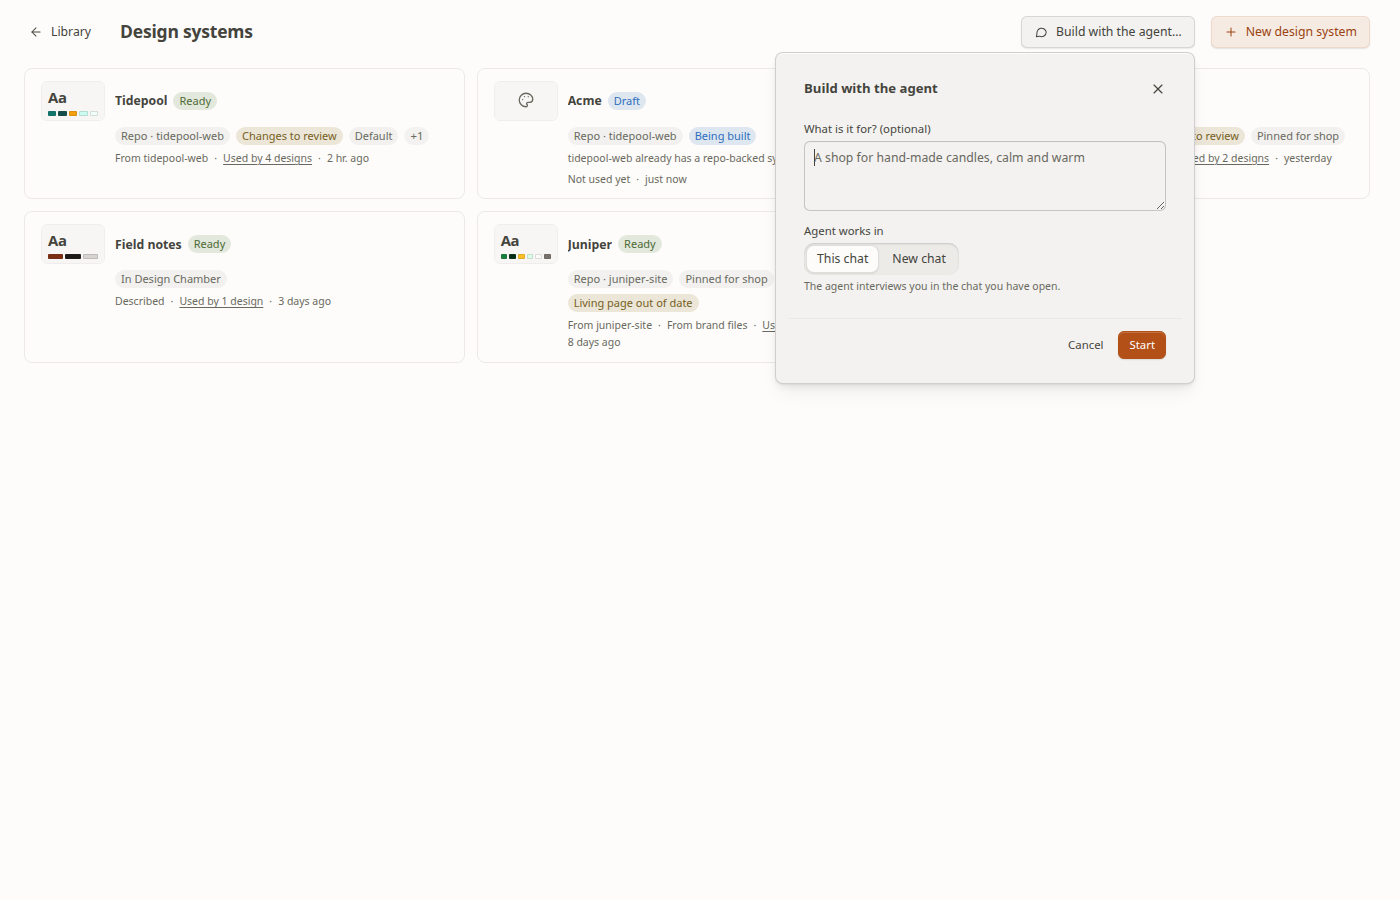 Library
Design systems
Build with the agent...
New design system
Aa
Tidepool
Ready
Repo · tidepool-web
Changes to review
Default
+1
From tidepool-web · Used by 4 designs · 2 hr. ago
Acme
Draft
Repo · tidepool-web
Being built
tidepool-web already has a repo-backed
Not used yet · just now
to review
Pinned for shop
by 2 designs · yesterday
Aa
Field notes
Ready
In Design Chamber
Described · Used by 1 design · 3 days ago
Aa
Juniper
Ready
Repo · juniper-site
Pinned for shop
Living page out of date
From juniper-site · From brand files ·
8 days ago
Build with the agent
What is it for? (optional)
A shop for hand-made candles, calm and warm
Agent works in
This chat
New chat
The agent interviews you in the chat you have open.
Cancel
Start